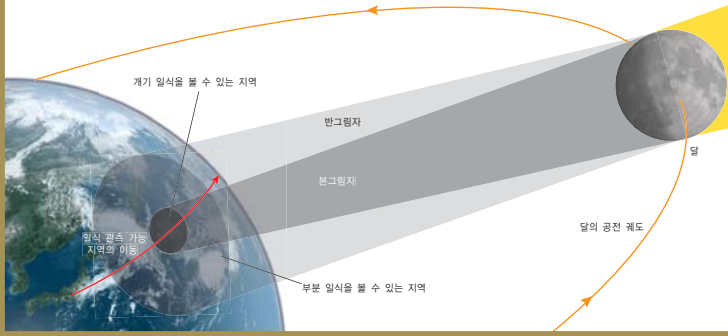 개기 일식을 볼 수 있는 지역
반그림자
달
본그림자
달의 공전 궤도
일식 관측 가능
지역의 이동
부분 일식을 볼 수 있는 지역